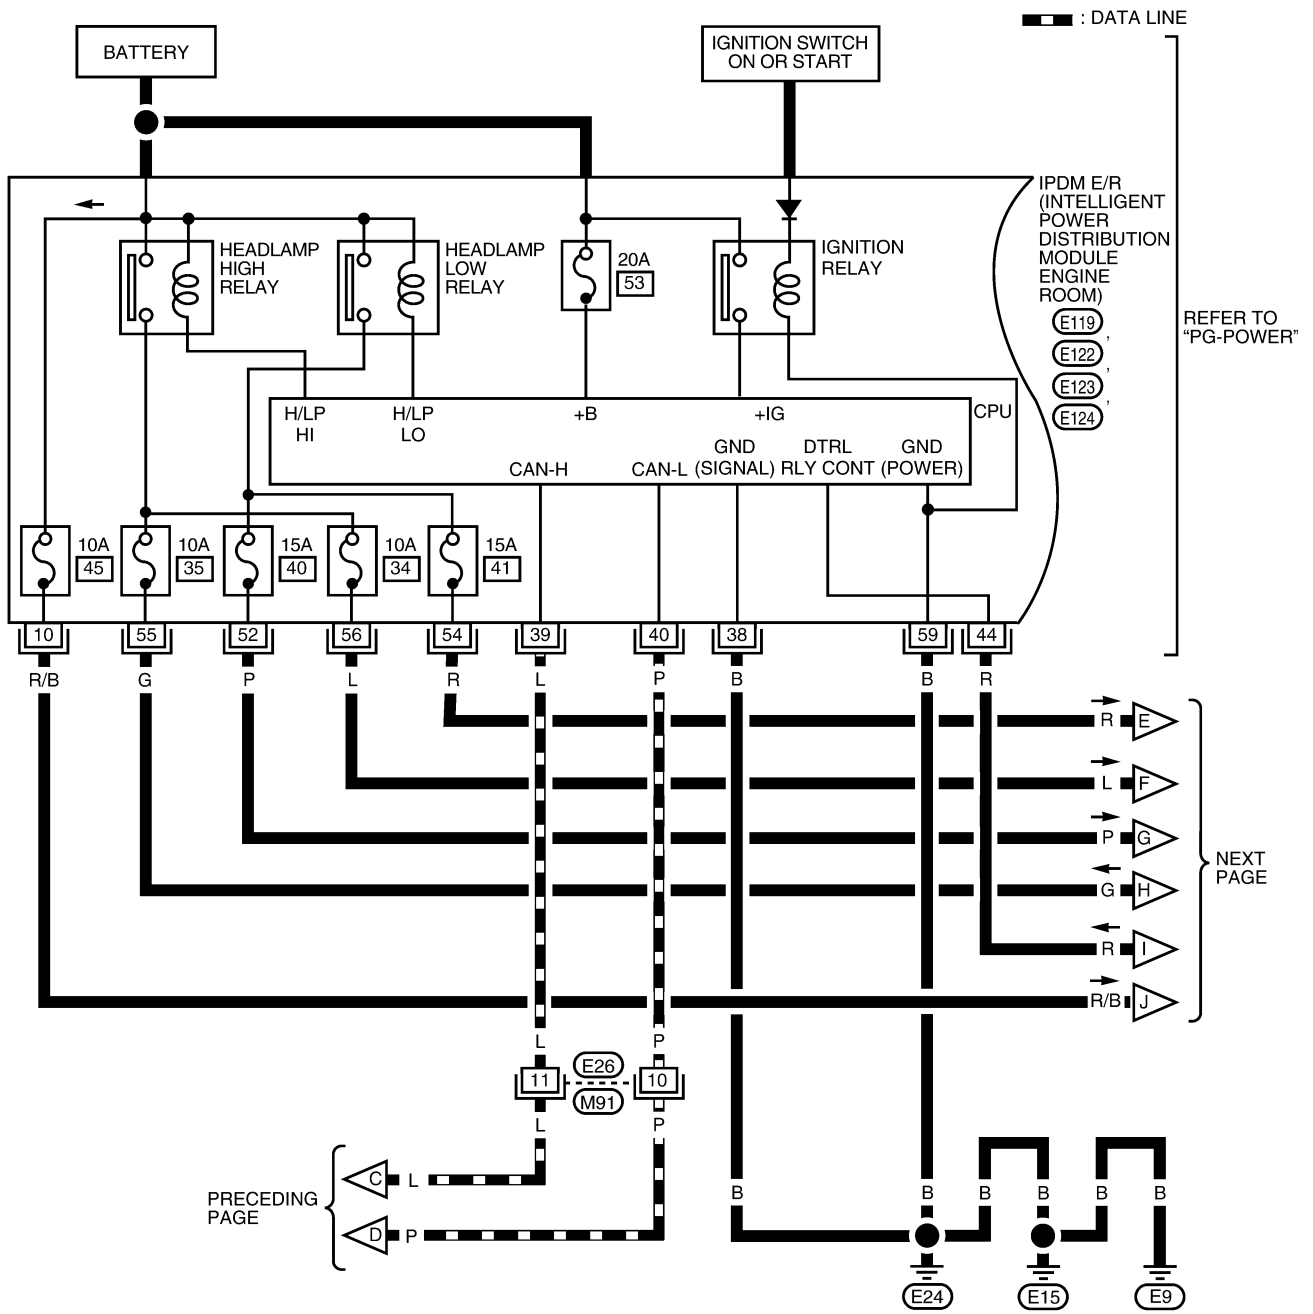 : DATA LINE
BATTERY
IGNITION SWITCH
ON OR START
IPDM E/R
(INTELLIGENT
POWER
DISTRIBUTION
MODULE
ENGINE
ROOM)
E119 ,
E122 ,
E123 ,
E124
REFER TO
“PG-POWER”
HEADLAMP
HIGH
RELAY
HEADLAMP
LOW
RELAY
20A
53
IGNITION
RELAY
H/LP
HI
H/LP
LO
+B
+IG
CPU
CAN-H
CAN-L
GND
(SIGNAL)
DTRL
RLY CONT
GND
(POWER)
10A
45
10A
35
15A
40
10A
34
15A
41
10 55 52 56 54 39 40 38 59 44
R/B G P L R L P B B R
R E
L F
P G
G H
R I
R/B J
NEXT
PAGE
L P
11 E26 10
M91
L P
C L
D P
PRECEDING
PAGE
B B B B B B
E24 E15 E9